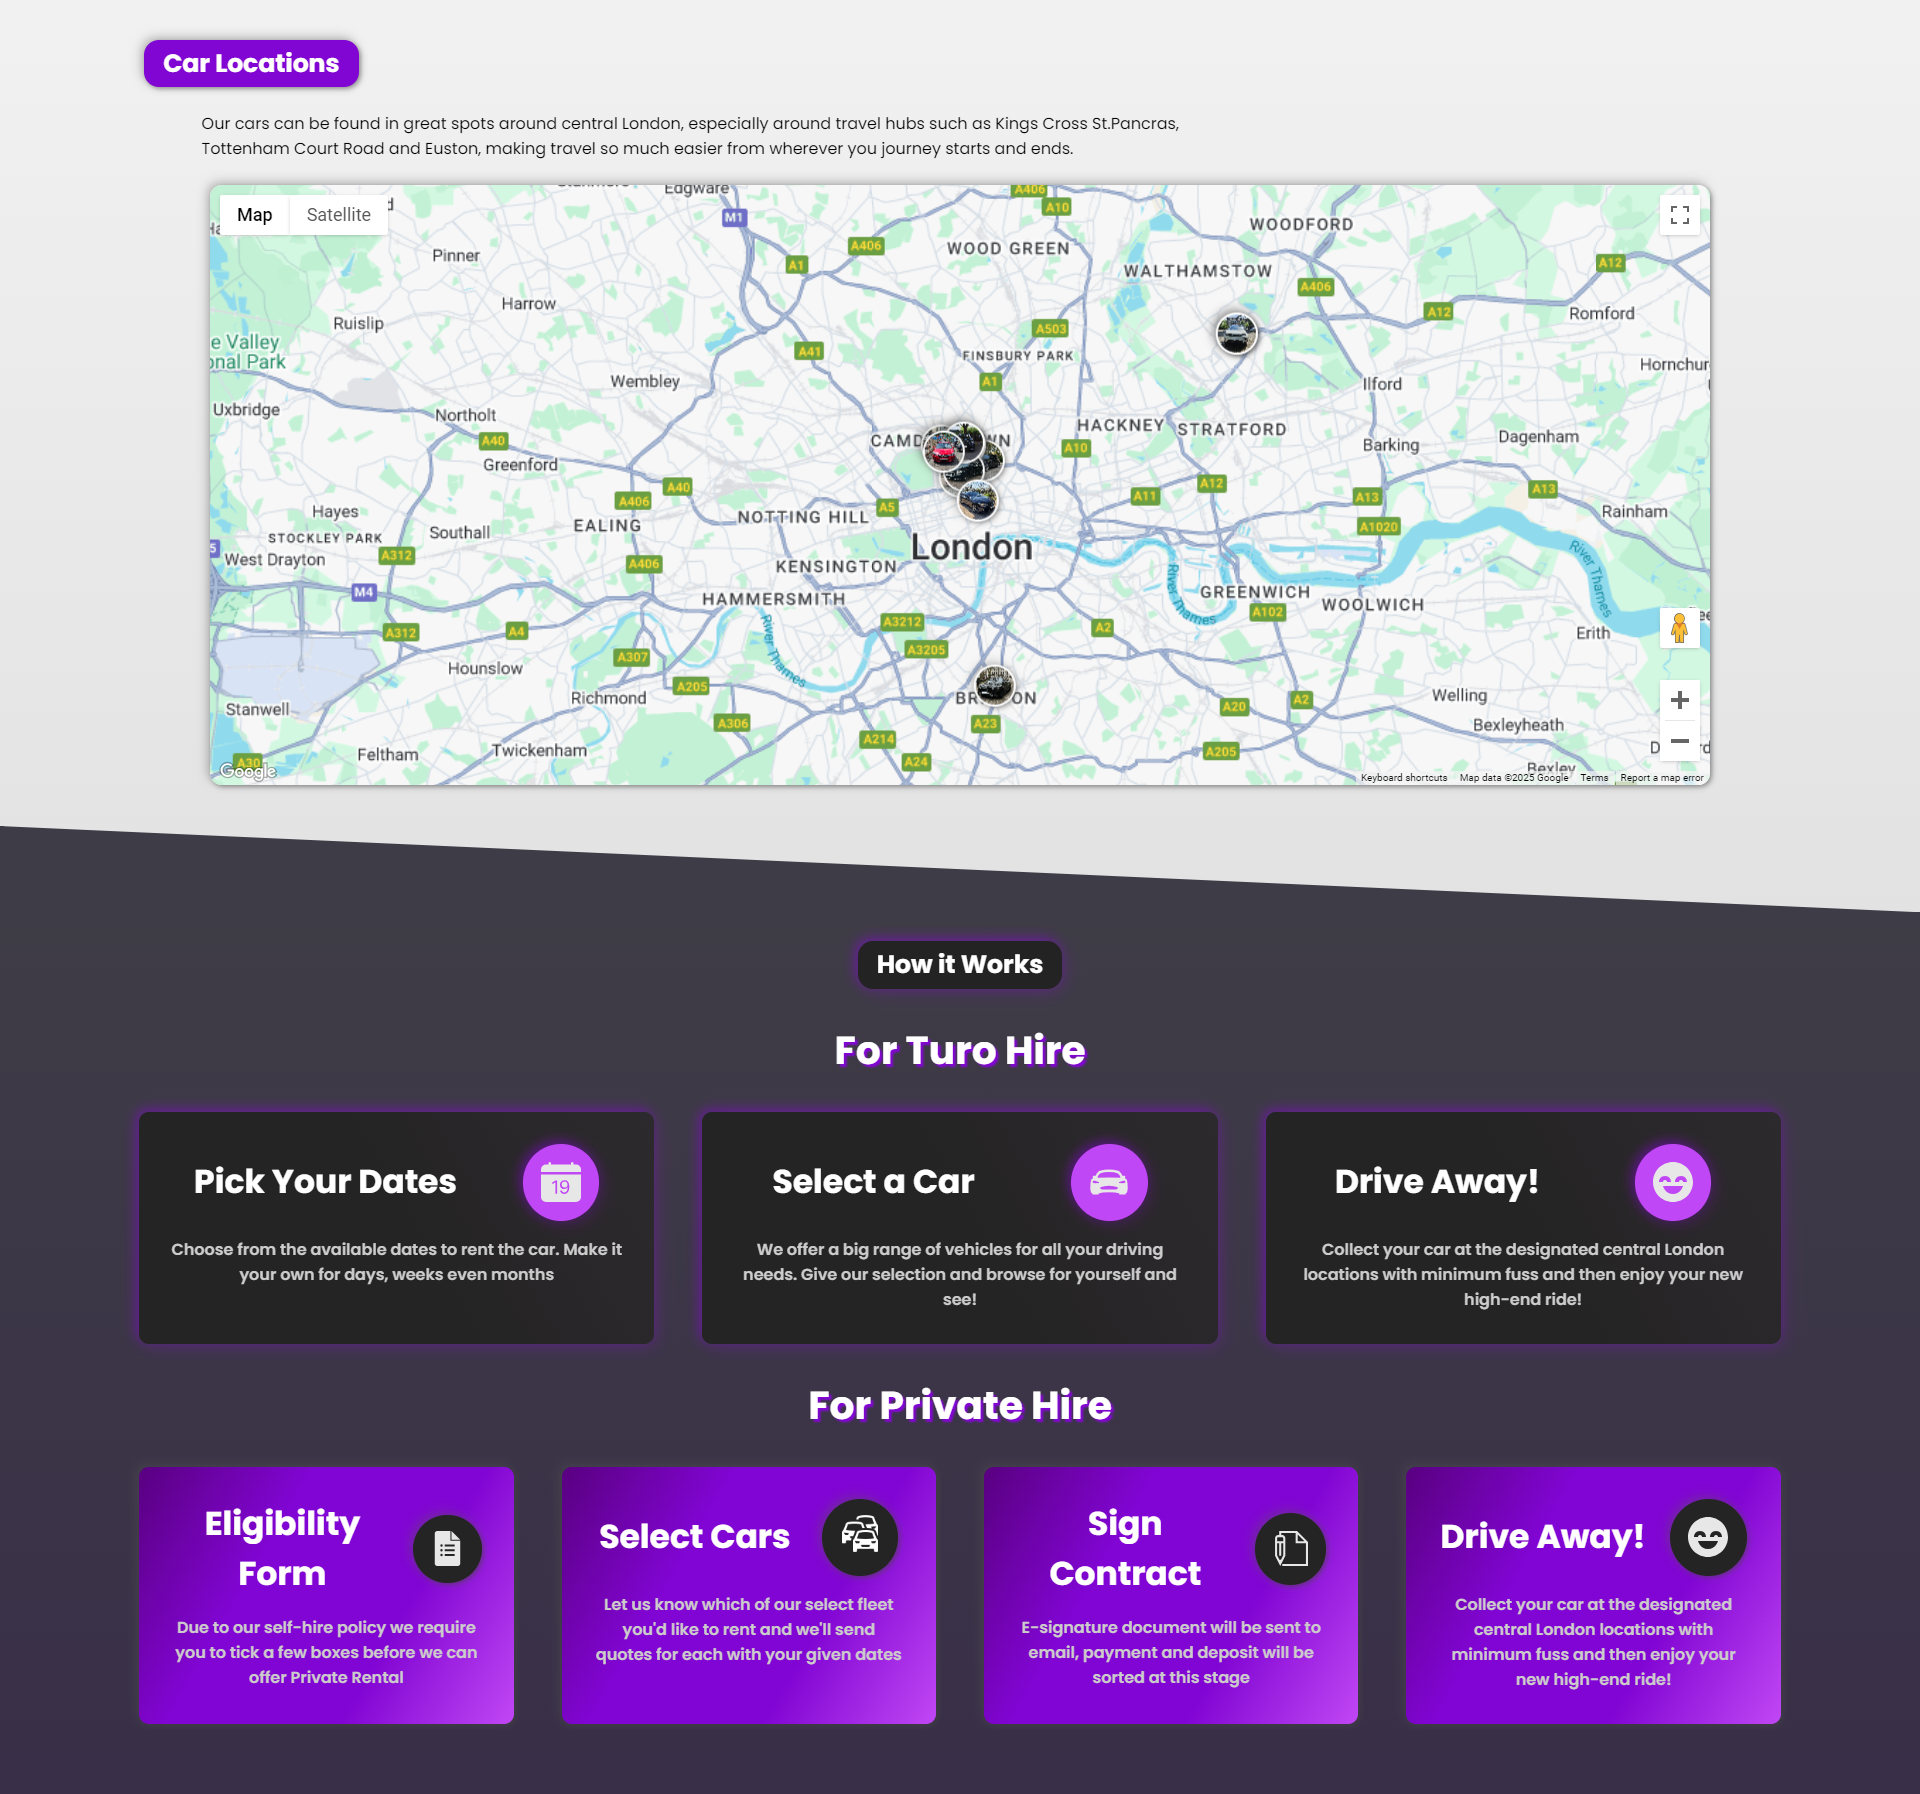 Car Locations
Our cars can be found in great spots around central London, especially around travel hubs such as Kings Cross St.Pancras,
Tottenham Court Road and Euston, making travel so much easier from wherever you journey starts and ends.
Map
Satellite
Edgware
A406
M1
A10
WOODFORD
Pinner
A1
A406
WOOD GREEN
WALTHAMSTOW
A406
A12
Harrow
Ruislip
A503
A12
Romford
e Valley
onal Park
A41
FINSBURY PARK
Hornchur
Wembley
A1
Ilford
Uxbridge
Northolt
A40
CAMD
WN
A10
HACKNEY
STRATFORD
Barking
Dagenham
Greenford
A40
A406
A5
A11
A12
A13
A13
Hayes
STOCKLEY PARK
Southall
EALING
NOTTING HILL
A1020
Rainham
5
West Drayton
A312
A406
KENSINGTON
London
River Thames
M4
HAMMERSMITH
River Thames
GREENWICH
A102
WOOLWICH
A312
A4
River Thames
A3212
A2
Erith
A307
A3205
Hounslow
Richmond
A205
BR
ON
A20
A2
Welling
Stanwell
A306
A23
Bexleyheath
Feltham
Twickenham
A214
A24
A205
A30
Google
Bexley
Keyboard shortcuts
Map data ©2025 Google
Terms
Report a map error
How it Works
For Turo Hire
Pick Your Dates
19
Choose from the available dates to rent the car. Make it
your own for days, weeks even months
Select a Car
We offer a big range of vehicles for all your driving
needs. Give our selection and browse for yourself and
see!
Drive Away!
Collect your car at the designated central London
locations with minimum fuss and then enjoy your new
high-end ride!
For Private Hire
Eligibility
Form
Due to our self-hire policy we require
you to tick a few boxes before we can
offer Private Rental
Select Cars
Let us know which of our select fleet
you'd like to rent and we'll send
quotes for each with your given dates
Sign
Contract
E-signature document will be sent to
email, payment and deposit will be
sorted at this stage
Drive Away!
Collect your car at the designated
central London locations with
minimum fuss and then enjoy your
new high-end ride!